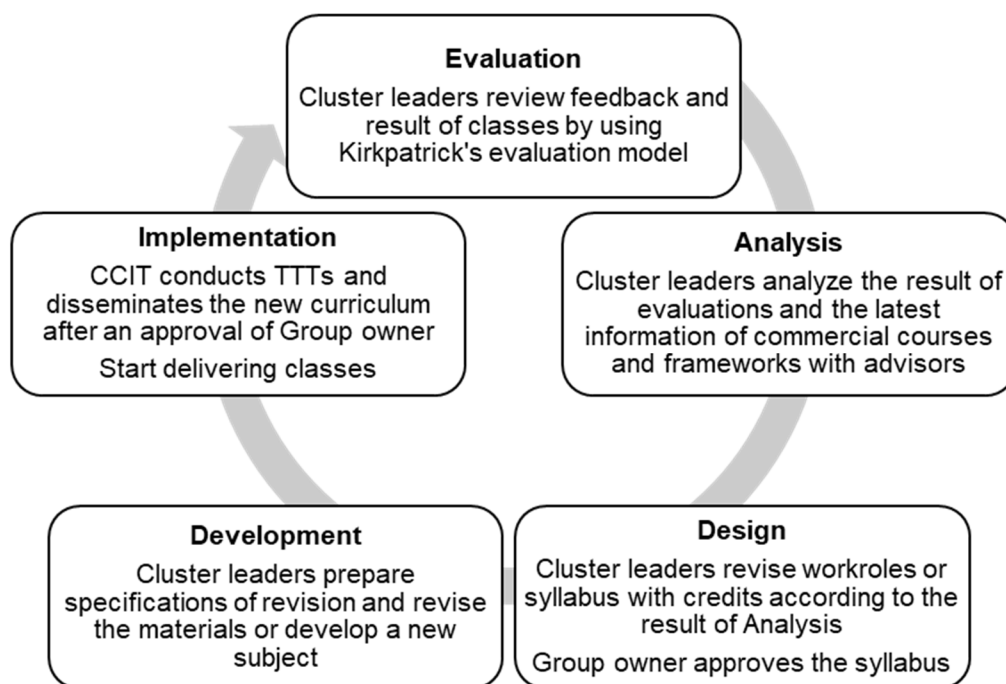 Evaluation
Cluster leaders review feedback and
result of classes by using
Kirkpatrick's evaluation model
Analysis
Cluster leaders analyze the result of
evaluations and the latest
information of commercial courses
and frameworks with advisors
Design
Cluster leaders revise workroles or
syllabus with credits according to the
result of Analysis
Group owner approves the syllabus
Development
Cluster leaders prepare
specifications of revision and revise
the materials or develop a new
subject
Implementation
CCIT conducts TTTs and
disseminates the new curriculum
after an approval of Group owner
Start delivering classes